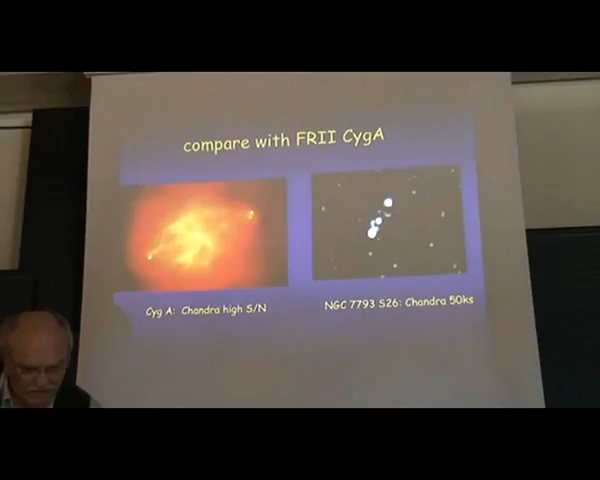 compare with FRII CygA
Cyg A: Chandra high S/N
NGC 7793 S26: Chandra 50ks